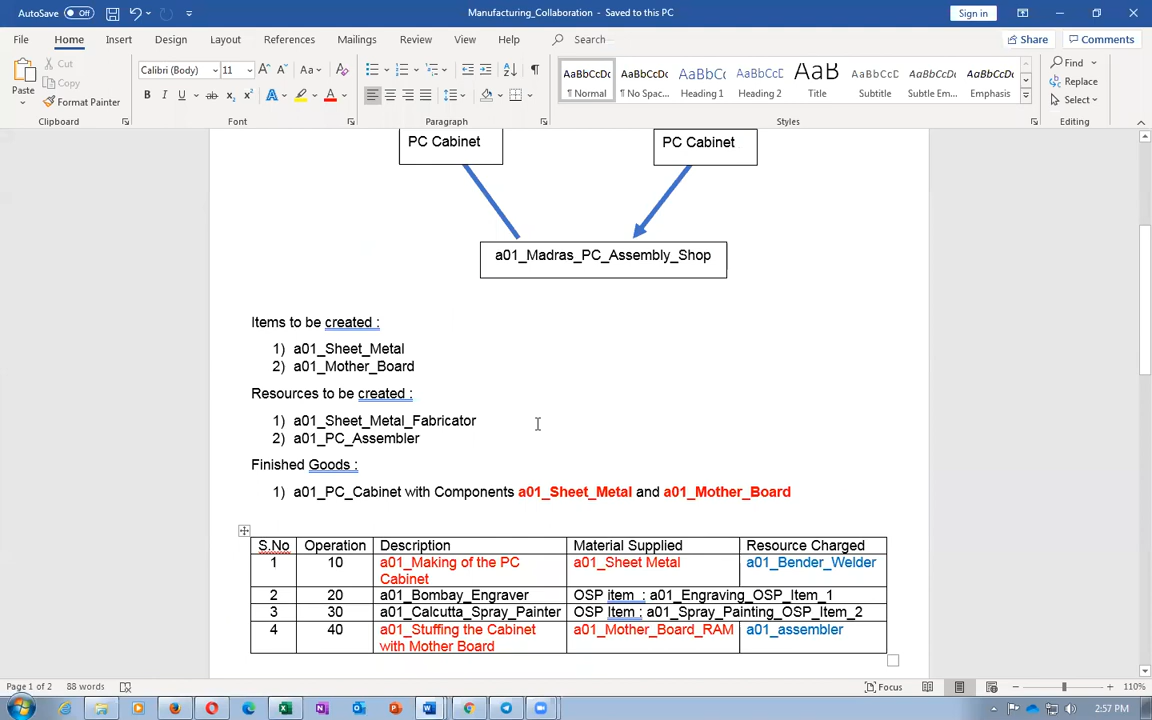 AutoSave Off Manufacturing_Collaboration - Saved to this PC Sign in
File Home Insert Design Layout References Mailings Review View Help Search Share Comments
Paste Cut Copy Format Painter
Calibri (Body) 11 Aa
B I U ab x₂ x² A A
AaBbCcDc AaBbCcDc AaBbCc AaBbCcC AaB AaBbCcC AaBbCcDc AaBbCcDc
¶ Normal ¶ No Spac... Heading 1 Heading 2 Title Subtitle Subtle Em... Emphasis
Find Replace Select
Clipboard Font Paragraph Styles Editing
PC Cabinet PC Cabinet
a01_Madras_PC_Assembly_Shop
Items to be created :
1) a01_Sheet_Metal
2) a01_Mother_Board
Resources to be created :
1) a01_Sheet_Metal_Fabricator
2) a01_PC_Assembler
Finished Goods :
1) a01_PC_Cabinet with Components a01_Sheet_Metal and a01_Mother_Board
S.No Operation Description Material Supplied Resource Charged
1 10 a01_Making of the PC Cabinet a01_Sheet Metal a01_Bender_Welder
2 20 a01_Bombay_Engraver OSP item : a01_Engraving_OSP_Item_1
3 30 a01_Calcutta_Spray_Painter OSP Item : a01_Spray_Painting_OSP_Item_2
4 40 a01_Stuffing the Cabinet with Mother Board a01_Mother_Board_RAM a01_assembler
Page 1 of 2 88 words Focus 110%
2:57 PM